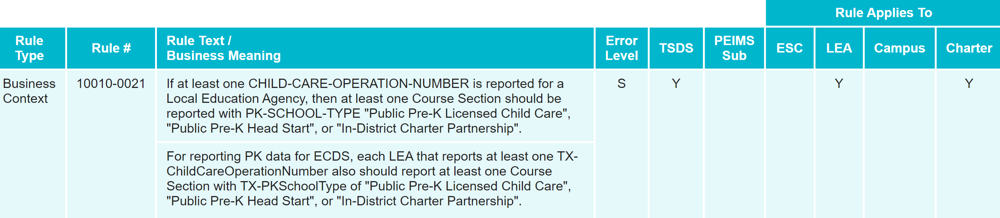 Rule Applies To
Rule Type
Rule #
Rule Text /
Business Meaning
Error Level
TSDS
PEIMS Sub
ESC
LEA
Campus
Charter
Business
Context
10010-0021
If at least one CHILD-CARE-OPERATION-NUMBER is reported for a
Local Education Agency, then at least one Course Section should be
reported with PK-SCHOOL-TYPE "Public Pre-K Licensed Child Care",
"Public Pre-K Head Start", or "In-District Charter Partnership".
S
Y
Y
Y
For reporting PK data for ECDS, each LEA that reports at least one TX-
ChildCareOperationNumber also should report at least one Course
Section with TX-PKSchoolType of "Public Pre-K Licensed Child Care",
"Public Pre-K Head Start", or "In-District Charter Partnership".